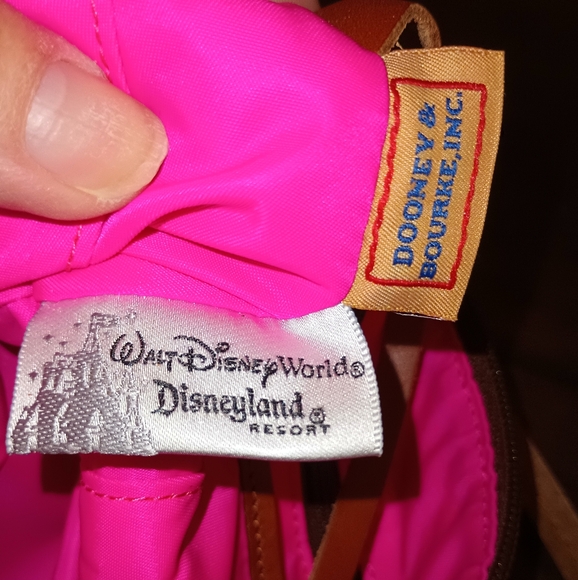 DOONEY &
BOURKE, INC.
WALT DISNEY World®
Disneyland®
RESORT